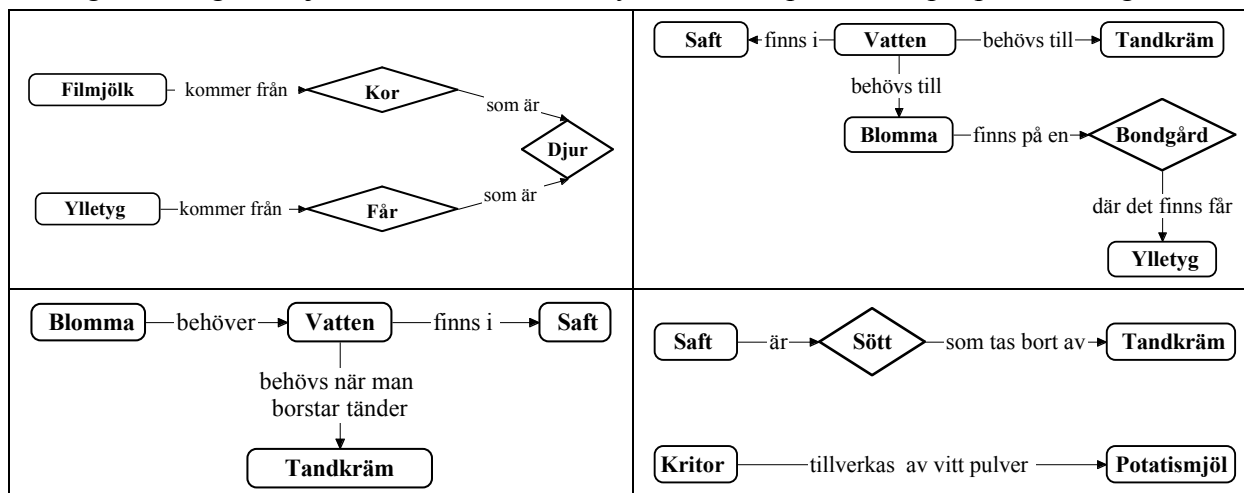 Filmjölk kommer från Kor
som är
Djur
som är
Ylletyg kommer från Får
Saft finns i Vatten behövs till Tandkräm
behövs till
Blomma finns på en Bondgård
där det finns får
Ylletyg
Blomma behöver Vatten finns i Saft
behövs när man
borstar tänder
Tandkräm
Saft är Sött som tas bort av Tandkräm
Kritor tillverkas av vitt pulver Potatismjöl